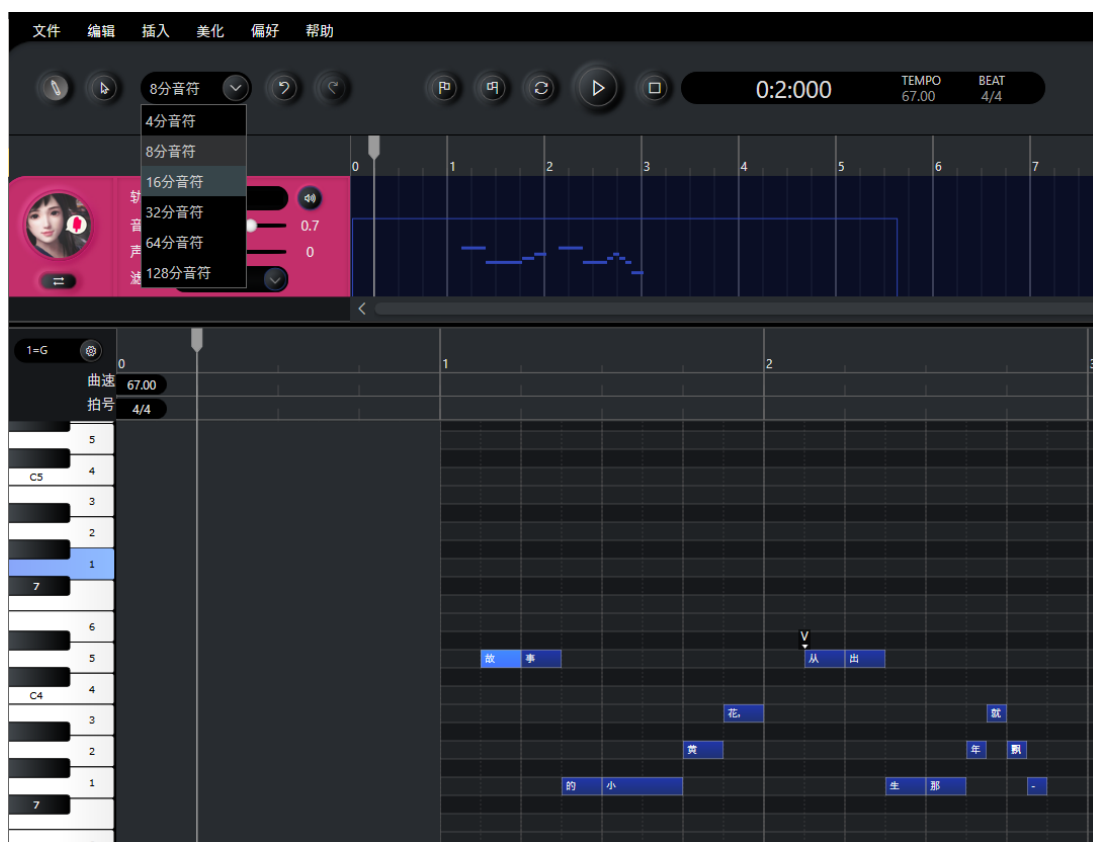 文件 编辑 插入 美化 偏好 帮助
8分音符 0:2:000 TEMPO 67.00 BEAT 4/4
4分音符
8分音符
16分音符
32分音符
64分音符
128分音符
0 1 2 3 4 5 6 7
0.7
0
1=G
0 1 2 3
曲速 67.00
拍号 4/4
5
C5 4
3
2
1
7
6
V
5 故 事 从 出
C4 4
3 花, 就
2 黄 年 飘
1 的 小 生 那 -
7